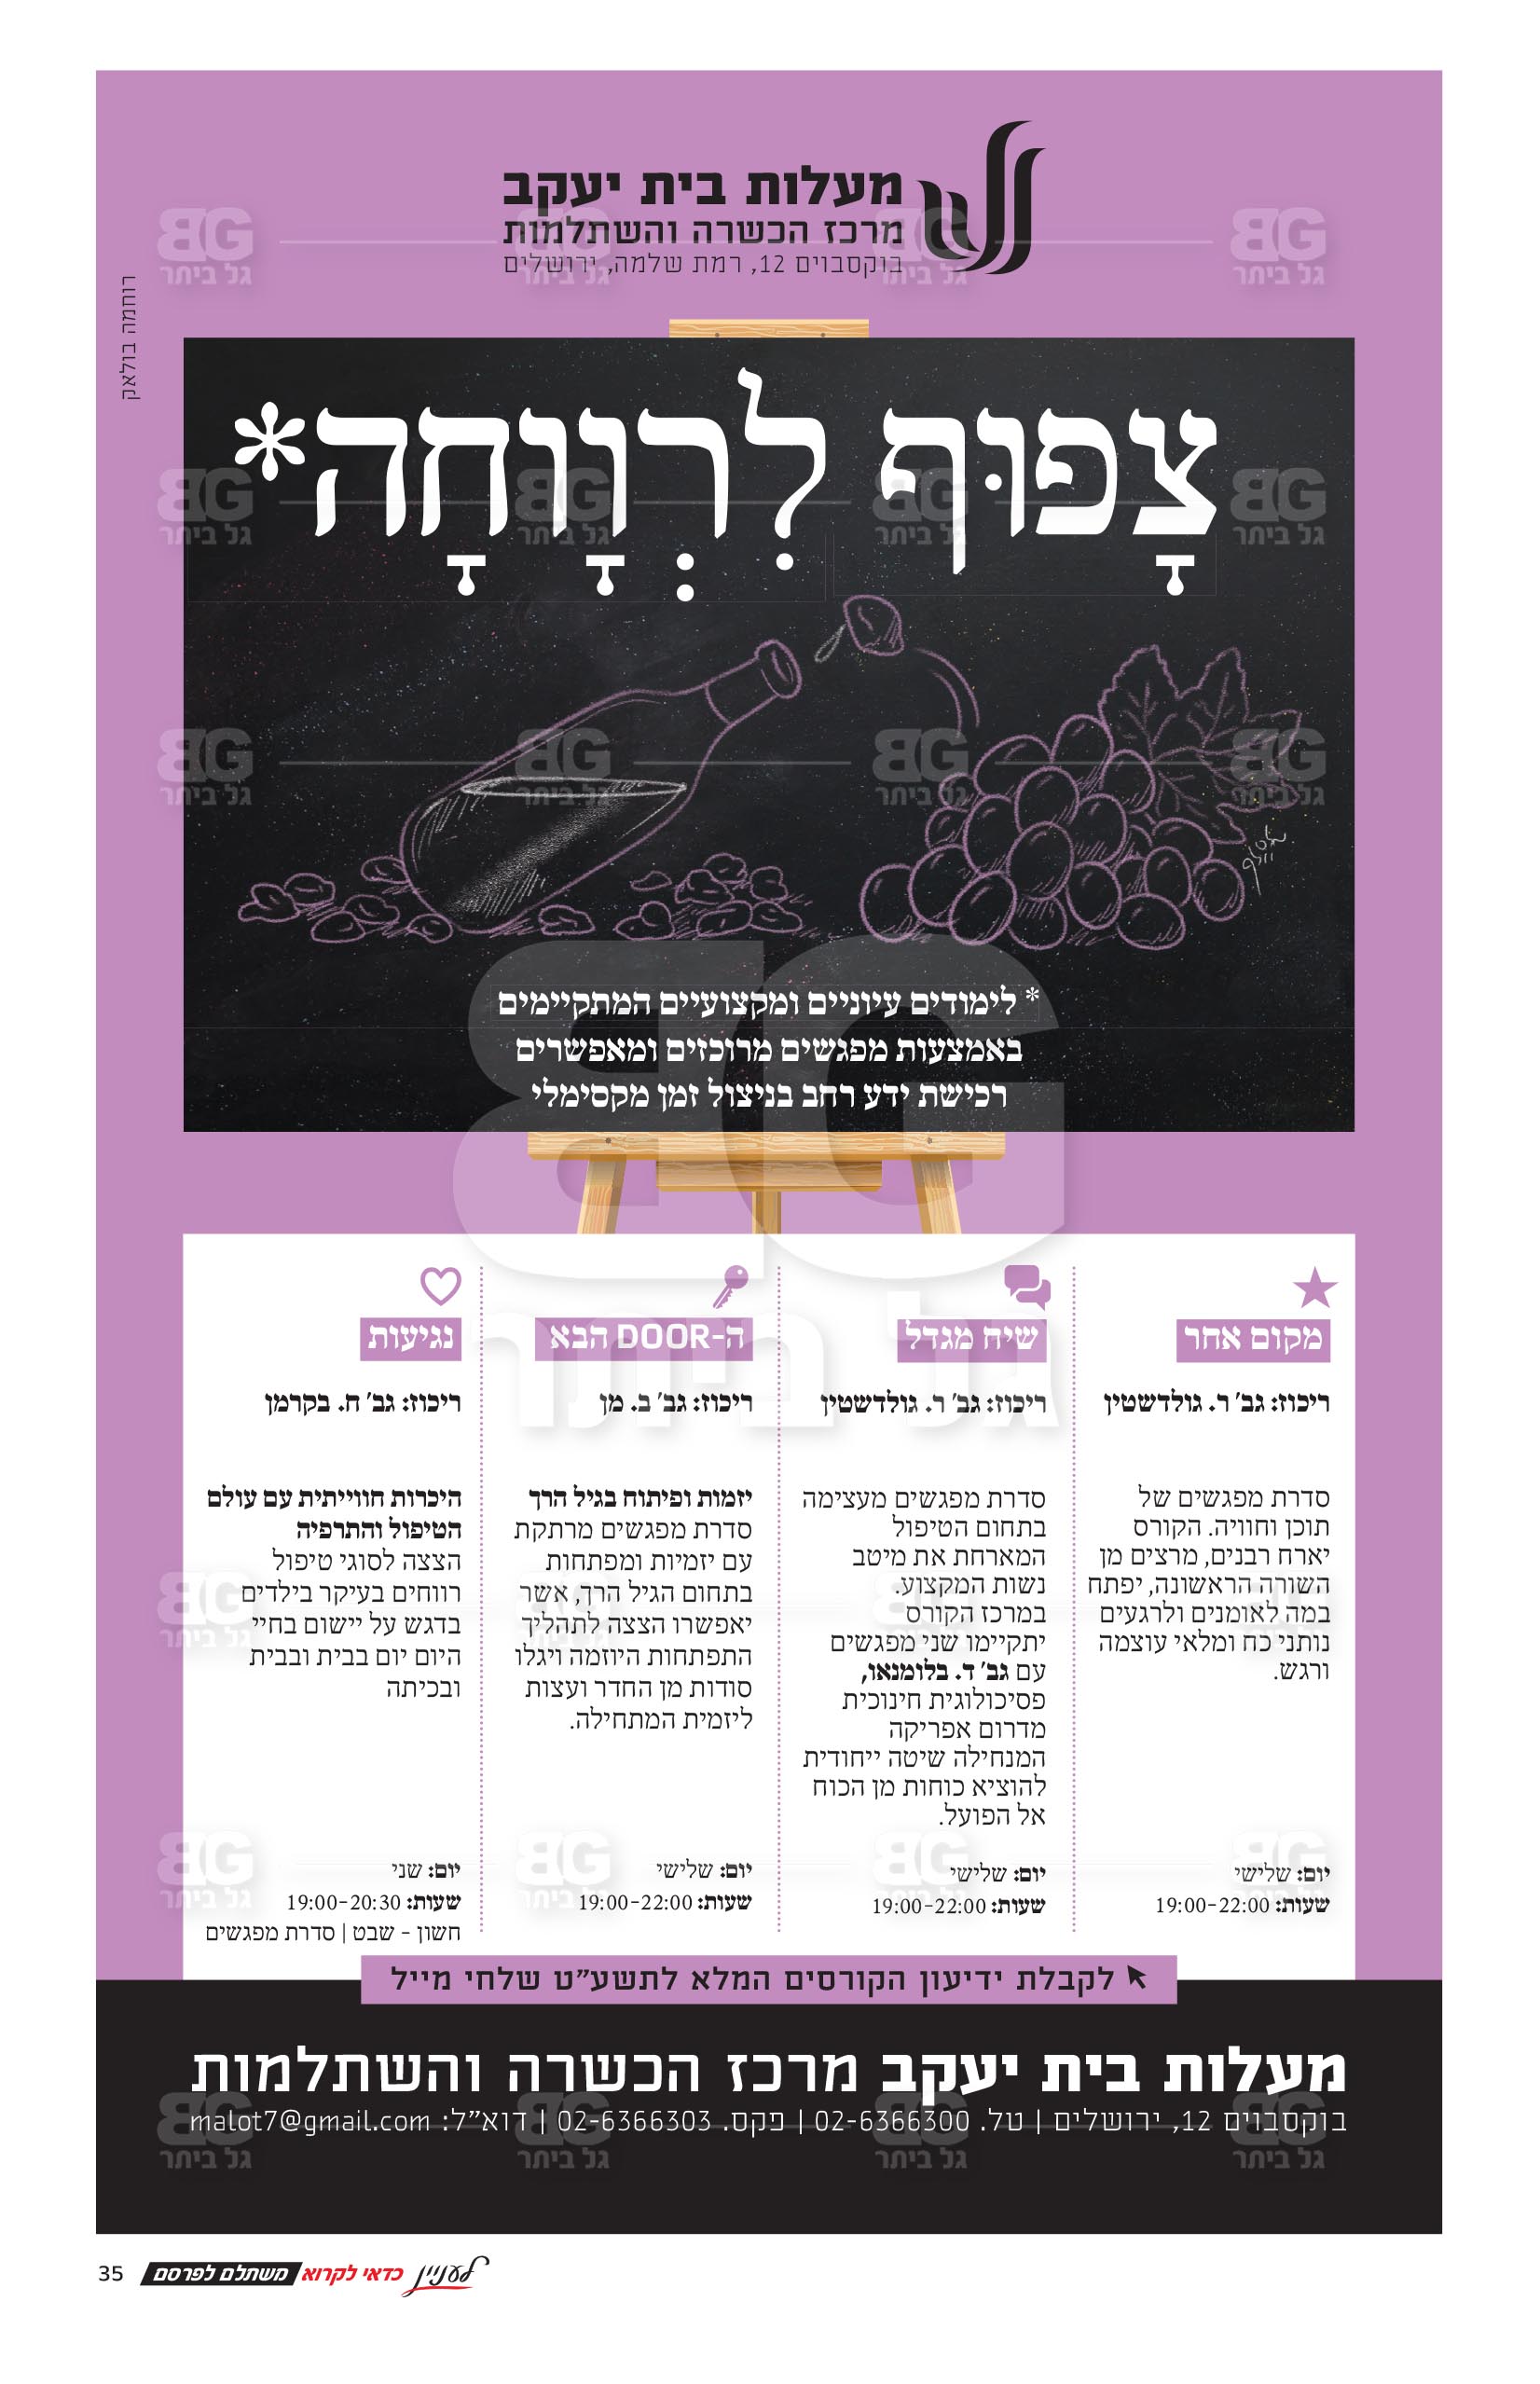 מעלות בית יעקב
מרכז הכשרה והשתלמות
בוקסבוים 12, רמת שלמה, ירושלים
רוחמה בולאק
צָפוּף לִרְוָוחָה*
* לימודים עיוניים ומקצועיים המתקיימים
באמצעות מפגשים מרוכזים ומאפשרים
רכישת ידע רחב בניצול זמן מקסימלי
מקום אחר
ריכוז: גב' ר. גולדשטין
סדרת מפגשים של
תוכן וחוויה. הקורס
יארח רבנים, מרצים מן
השורה הראשונה, יפתח
במה לאומנים ולרגעים
נותני כח ומלאי עוצמה
ורגש.
יום: שלישי
שעות: 19:00-22:00
שיח מגדל
ריכוז: גב' ר. גולדשטין
סדרת מפגשים מעצימה
בתחום הטיפול
המארחת את מיטב
נשות המקצוע.
במרכז הקורס
יתקיימו שני מפגשים
עם גב' ד. בלומנאו,
פסיכולוגית חינוכית
מדרום אפריקה
המנחילה שיטה ייחודית
להוציא כוחות מן הכוח
אל הפועל.
יום: שלישי
שעות: 19:00-22:00
ה-DOOR הבא
ריכוז: גב' ב. מן
יזמות ופיתוח בגיל הרך
סדרת מפגשים מרתקת
עם יזמיות ומפתחות
בתחום הגיל הרך, אשר
יאפשרו הצצה לתהליך
התפתחות היוזמה ויגלו
סודות מן החדר ועצות
ליזמית המתחילה.
יום: שלישי
שעות: 19:00-22:00
נגיעות
ריכוז: גב' ח. בקרמן
היכרות חווייתית עם עולם
הטיפול והתרפיה
הצצה לסוגי טיפול
רווחים בעיקר בילדים
בדגש על יישום בחיי
היום יום בבית ובבית
ובכיתה
יום: שני
שעות: 19:00-20:30
חשון - שבט | סדרת מפגשים
לקבלת ידיעון הקורסים המלא לתשע"ט שלחי מייל
מעלות בית יעקב מרכז הכשרה והשתלמות
בוקסבוים 12, ירושלים | טל. 02-6366300 | פקס. 02-6366303 | דוא"ל: malot7@gmail.com
לעניין כדאי לקרוא משתלם לפרסם 35
BG
גל ביתר